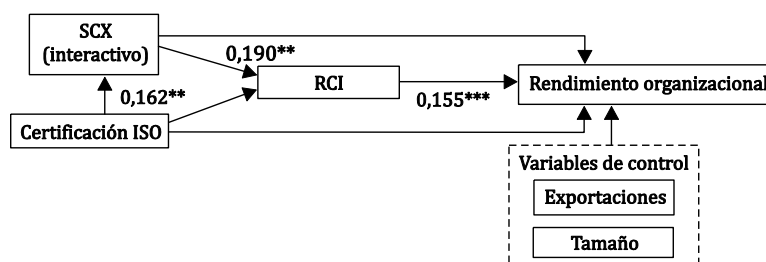 SCX
(interactivo)
0,190**
RCI
0,162**
0,155***
Rendimiento organizacional
Certificación ISO
Variables de control
Exportaciones
Tamaño